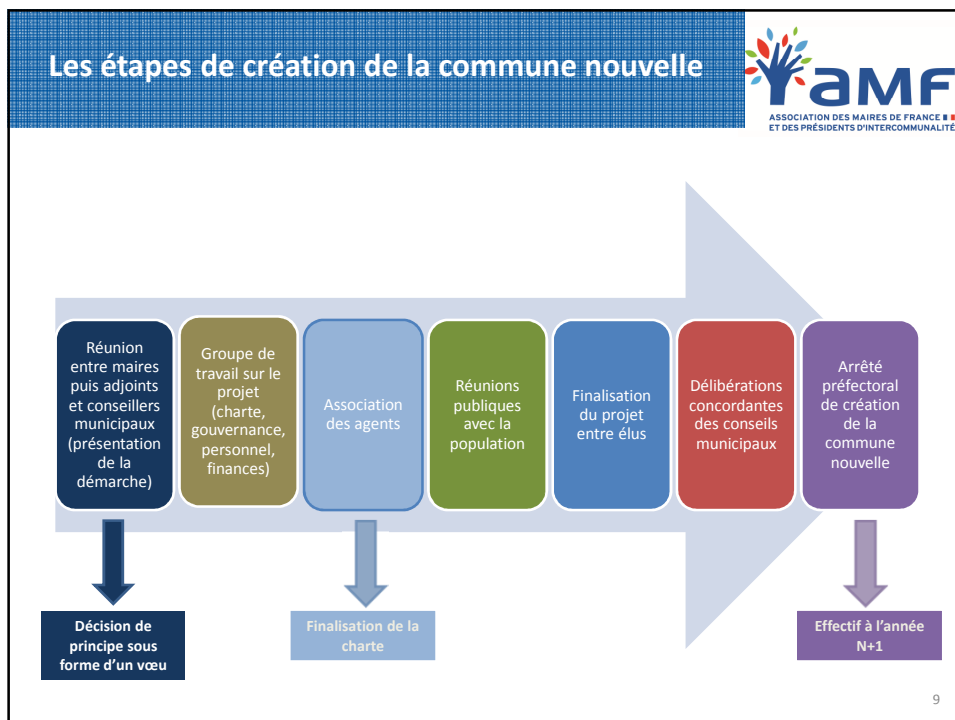 Les étapes de création de la commune nouvelle
aMF
ASSOCIATION DES MAIRES DE FRANCE
ET DES PRÉSIDENTS D'INTERCOMMUNALITÉ
Réunion
entre maires
puis adjoints
et conseillers
municipaux
(présentation
de la
démarche)
Groupe de
travail sur le
projet
(charte,
gouvernance,
personnel,
finances)
Association
des agents
Réunions
publiques
avec la
population
Finalisation
du projet
entre élus
Délibérations
concordantes
des conseils
municipaux
Arrêté
préfectoral
de création
de la
commune
nouvelle
Décision de
principe sous
forme d'un vœu
Finalisation de la
charte
Effectif à l'année
N+1
9